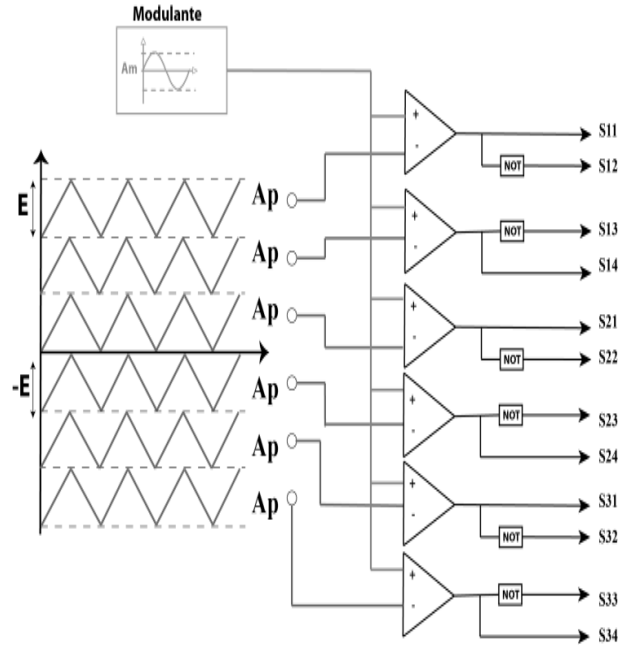 Modulante
Am
+
-
S11
NOT
S12
E
Ap
+
-
NOT
S13
S14
Ap
+
-
S21
NOT
S22
Ap
-E
Ap
+
-
NOT
S23
S24
Ap
+
-
S31
NOT
S32
Ap
+
-
NOT
S33
S34